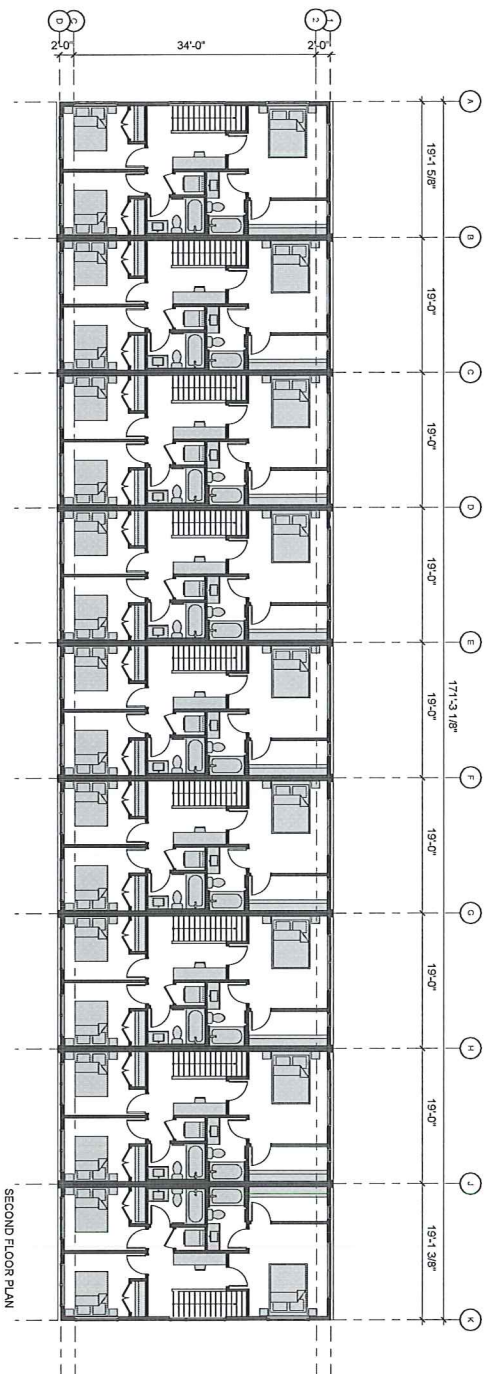 A
B
C
D
E
F
G
H
J
K
19'-1 5/8"
19'-0"
19'-0"
19'-0"
19'-0"
19'-0"
19'-0"
19'-0"
19'-1 3/8"
171'-3 1/8"
1
2
C
D
2'-0"
34'-0"
2'-0"
SECOND FLOOR PLAN